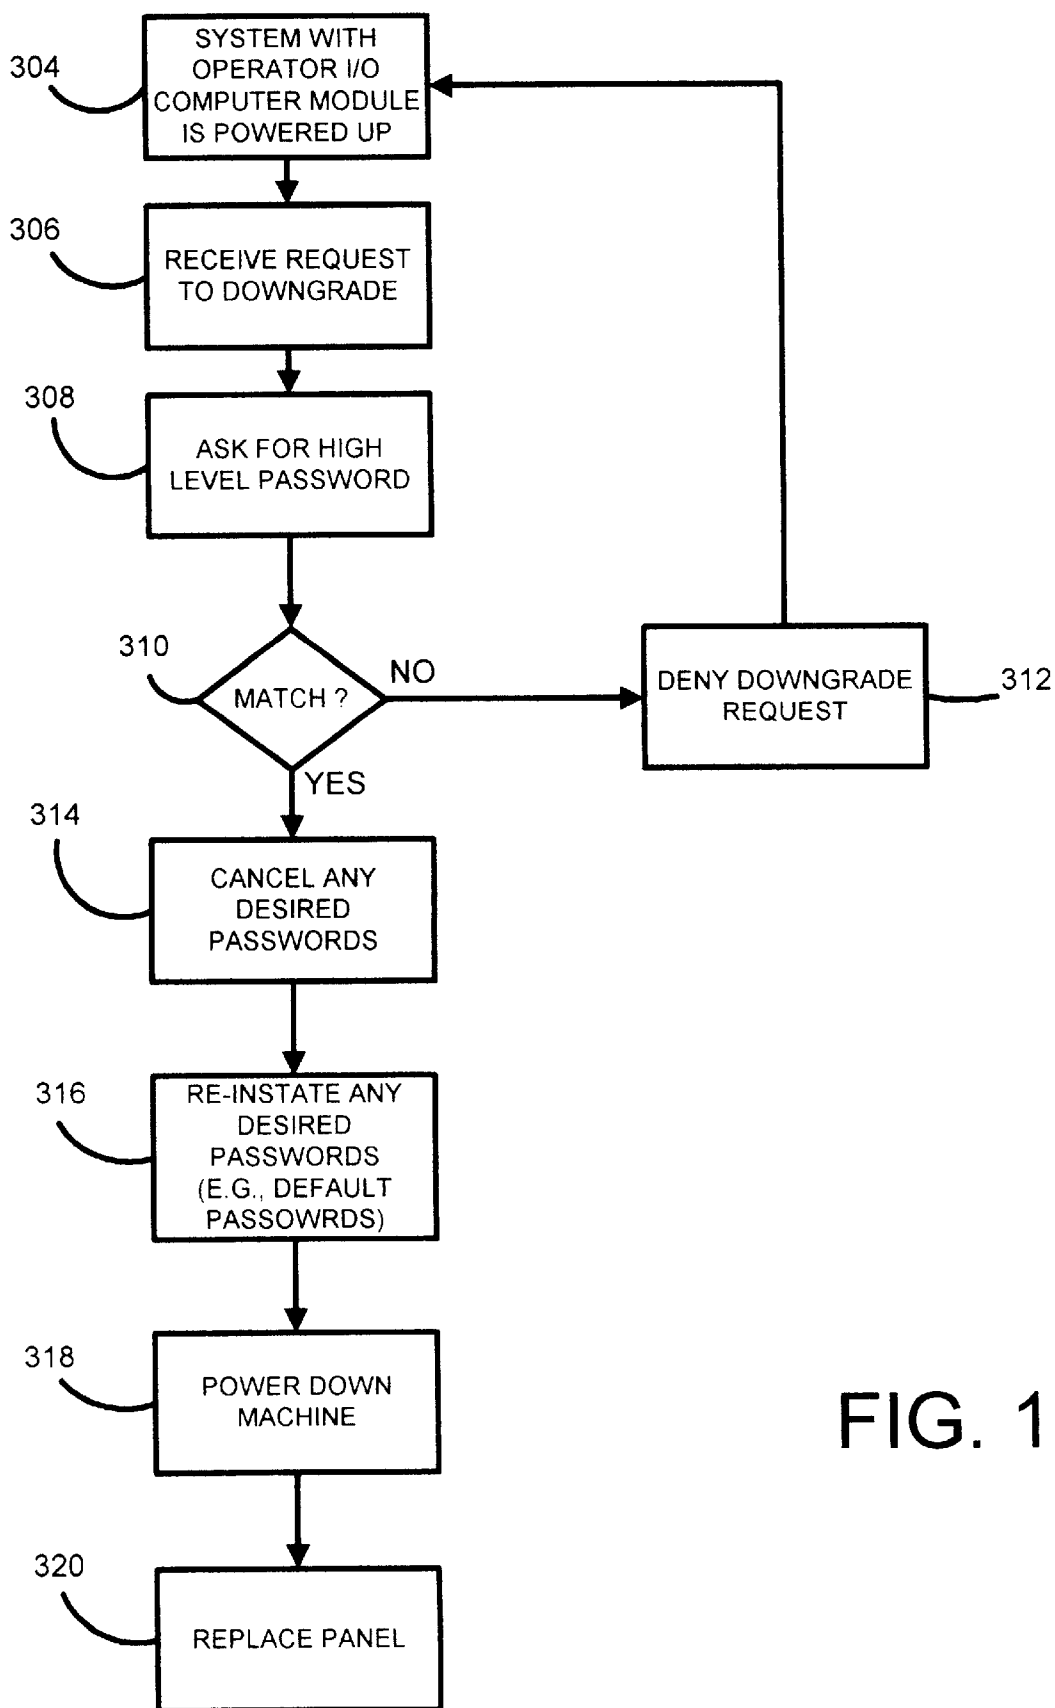 304
SYSTEM WITH
OPERATOR I/O
COMPUTER MODULE
IS POWERED UP
306
RECEIVE REQUEST
TO DOWNGRADE
308
ASK FOR HIGH
LEVEL PASSWORD
310
MATCH ?
NO
DENY DOWNGRADE
REQUEST
312
YES
314
CANCEL ANY
DESIRED
PASSWORDS
316
RE-INSTATE ANY
DESIRED
PASSWORDS
(E.G., DEFAULT
PASSOWRDS)
318
POWER DOWN
MACHINE
FIG. 1
320
REPLACE PANEL